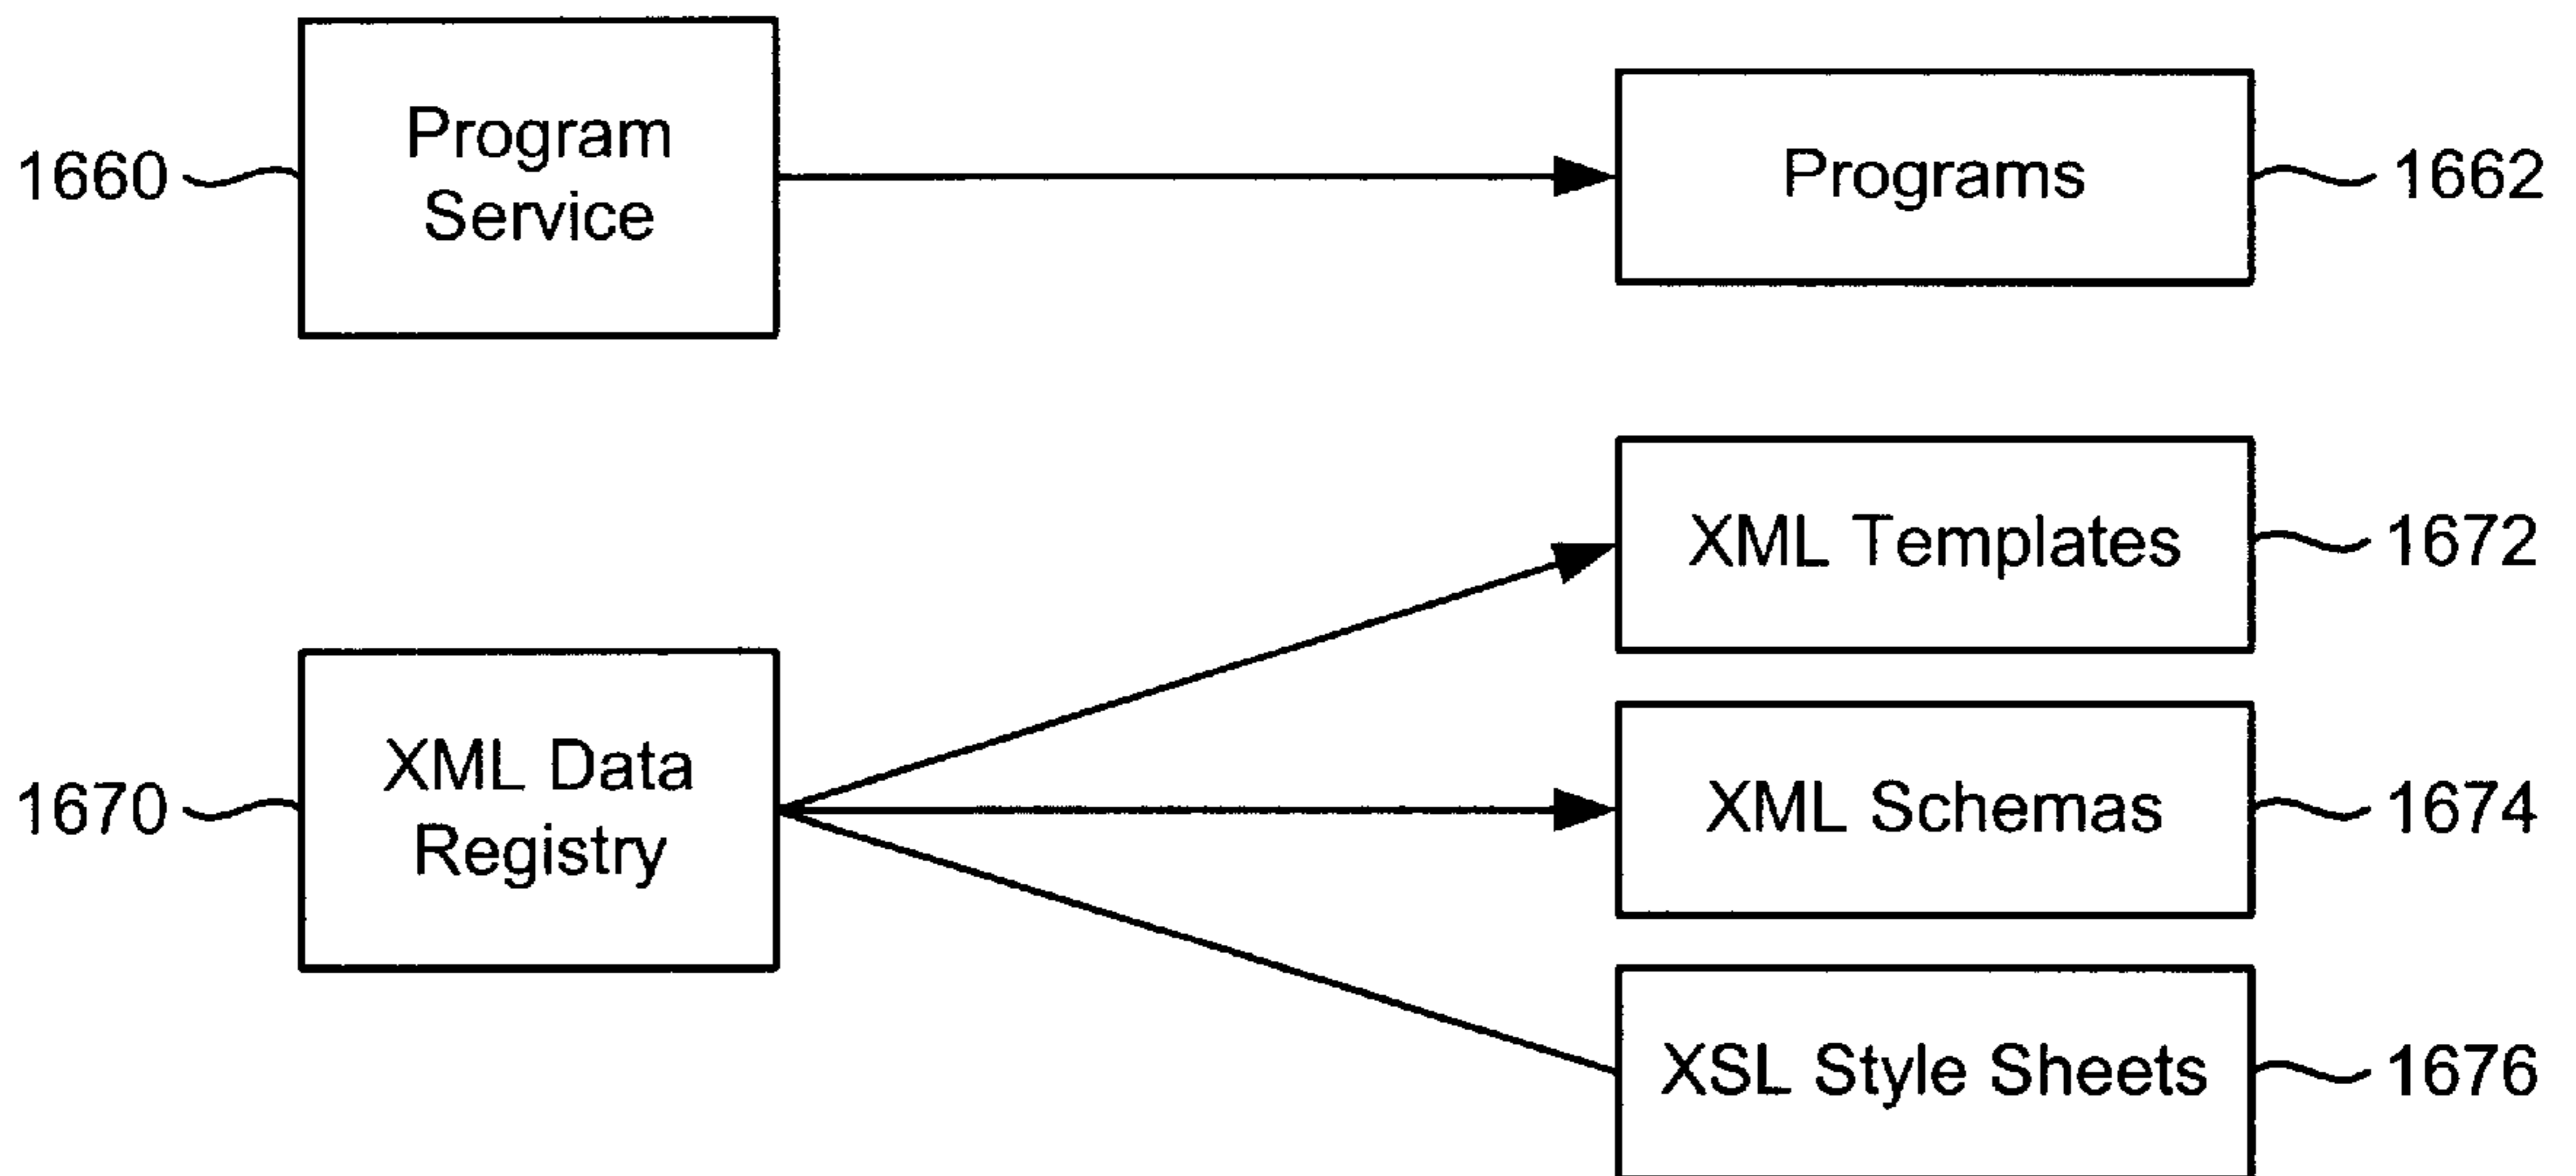 1660
Program
Service
Programs
1662
XML Templates
1672
1670
XML Data
Registry
XML Schemas
1674
XSL Style Sheets
1676